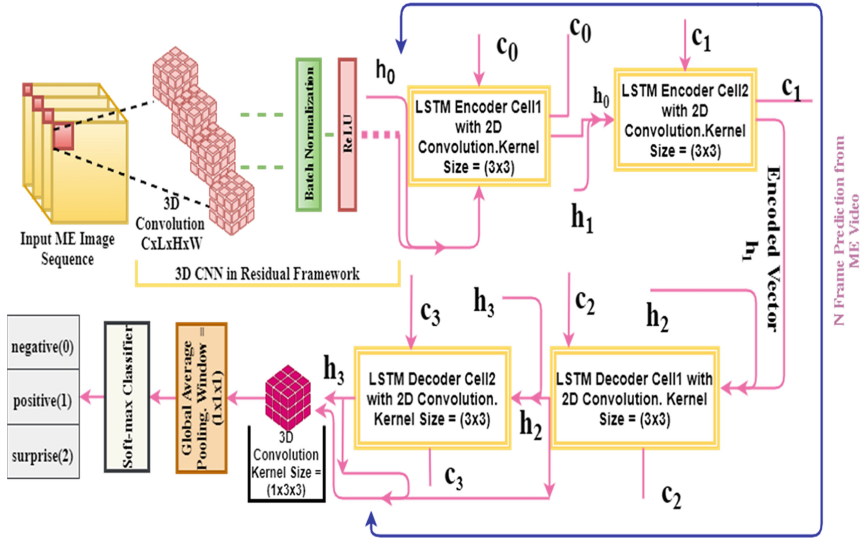 c0
c0
c1
h0
LSTM Encoder Cell1
with 2D
Convolution.Kernel
Size = (3x3)
h0
LSTM Encoder Cell2
with 2D
Convolution.Kernel
Size = (3x3)
c1
h1
Encoded Vector
h1
N Frame Prediction from
ME Video
Batch Normalization
ReLU
3D
Convolution
CxLxHxW
Input ME Image
Sequence
3D CNN in Residual Framework
c3
h3
c2
h2
negative(0)
positive(1)
surprise(2)
Soft-max Classifier
Global Average
Pooling. Window =
(1x1x1)
3D
Convolution
Kernel Size =
(1x3x3)
h3
LSTM Decoder Cell2
with 2D Convolution.
Kernel Size = (3x3)
h2
LSTM Decoder Cell1 with
2D Convolution. Kernel
Size = (3x3)
c3
c2